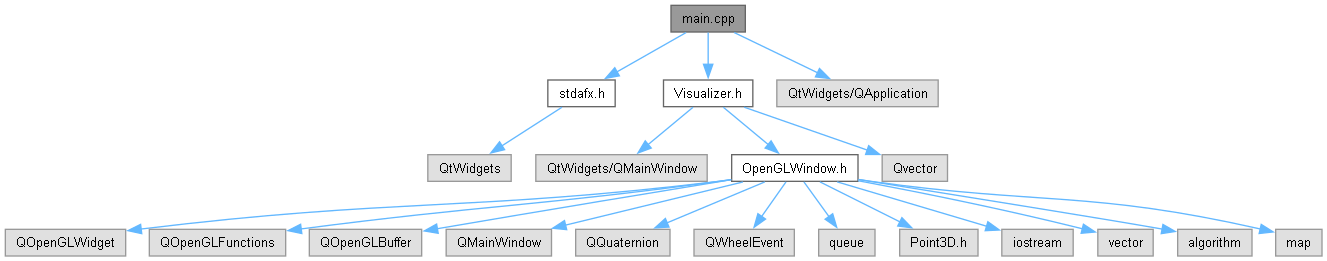 main.cpp
stdafx.h
Visualizer.h
QtWidgets/QApplication
QtWidgets
QtWidgets/QMainWindow
OpenGLWindow.h
Qvector
QOpenGLWidget
QOpenGLFunctions
QOpenGLBuffer
QMainWindow
QQuaternion
QWheelEvent
queue
Point3D.h
iostream
vector
algorithm
map